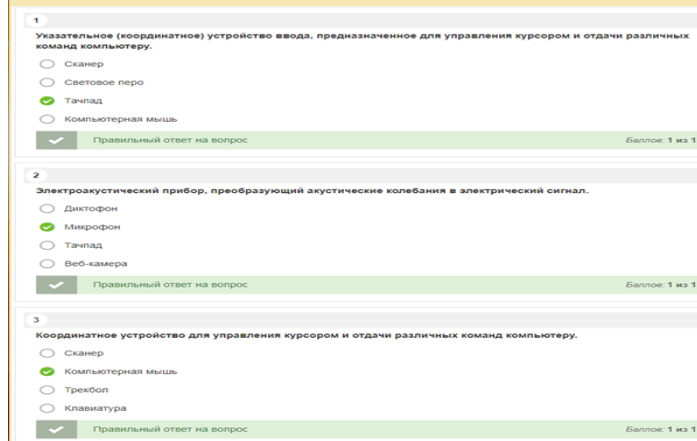 1
Указательное (координатное) устройство ввода, предназначенное для управления курсором и отдачи различных
команд компьютеру.
Сканер
Световое перо
Тачпад
Компьютерная мышь
Правильный ответ на вопрос Баллов: 1 из 1
2
Электроакустический прибор, преобразующий акустические колебания в электрический сигнал.
Диктофон
Микрофон
Тачпад
Веб-камера
Правильный ответ на вопрос Баллов: 1 из 1
3
Координатное устройство для управления курсором и отдачи различных команд компьютеру.
Сканер
Компьютерная мышь
Трекбол
Клавиатура
Правильный ответ на вопрос Баллов: 1 из 1